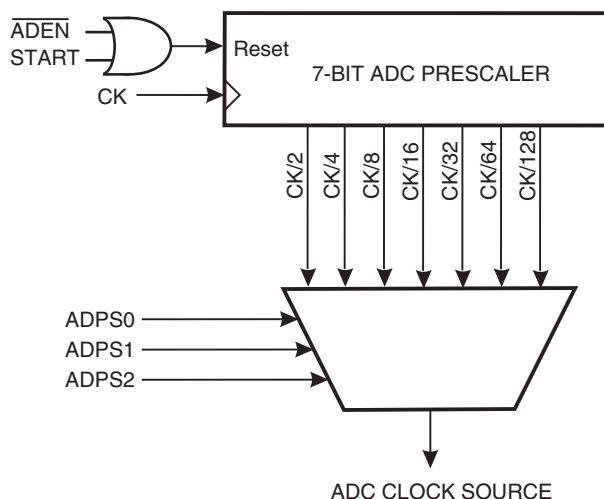 ADEN
START
Reset
7-BIT ADC PRESCALER
CK
CK/2
CK/4
CK/8
CK/16
CK/32
CK/64
CK/128
ADPS0
ADPS1
ADPS2
ADC CLOCK SOURCE